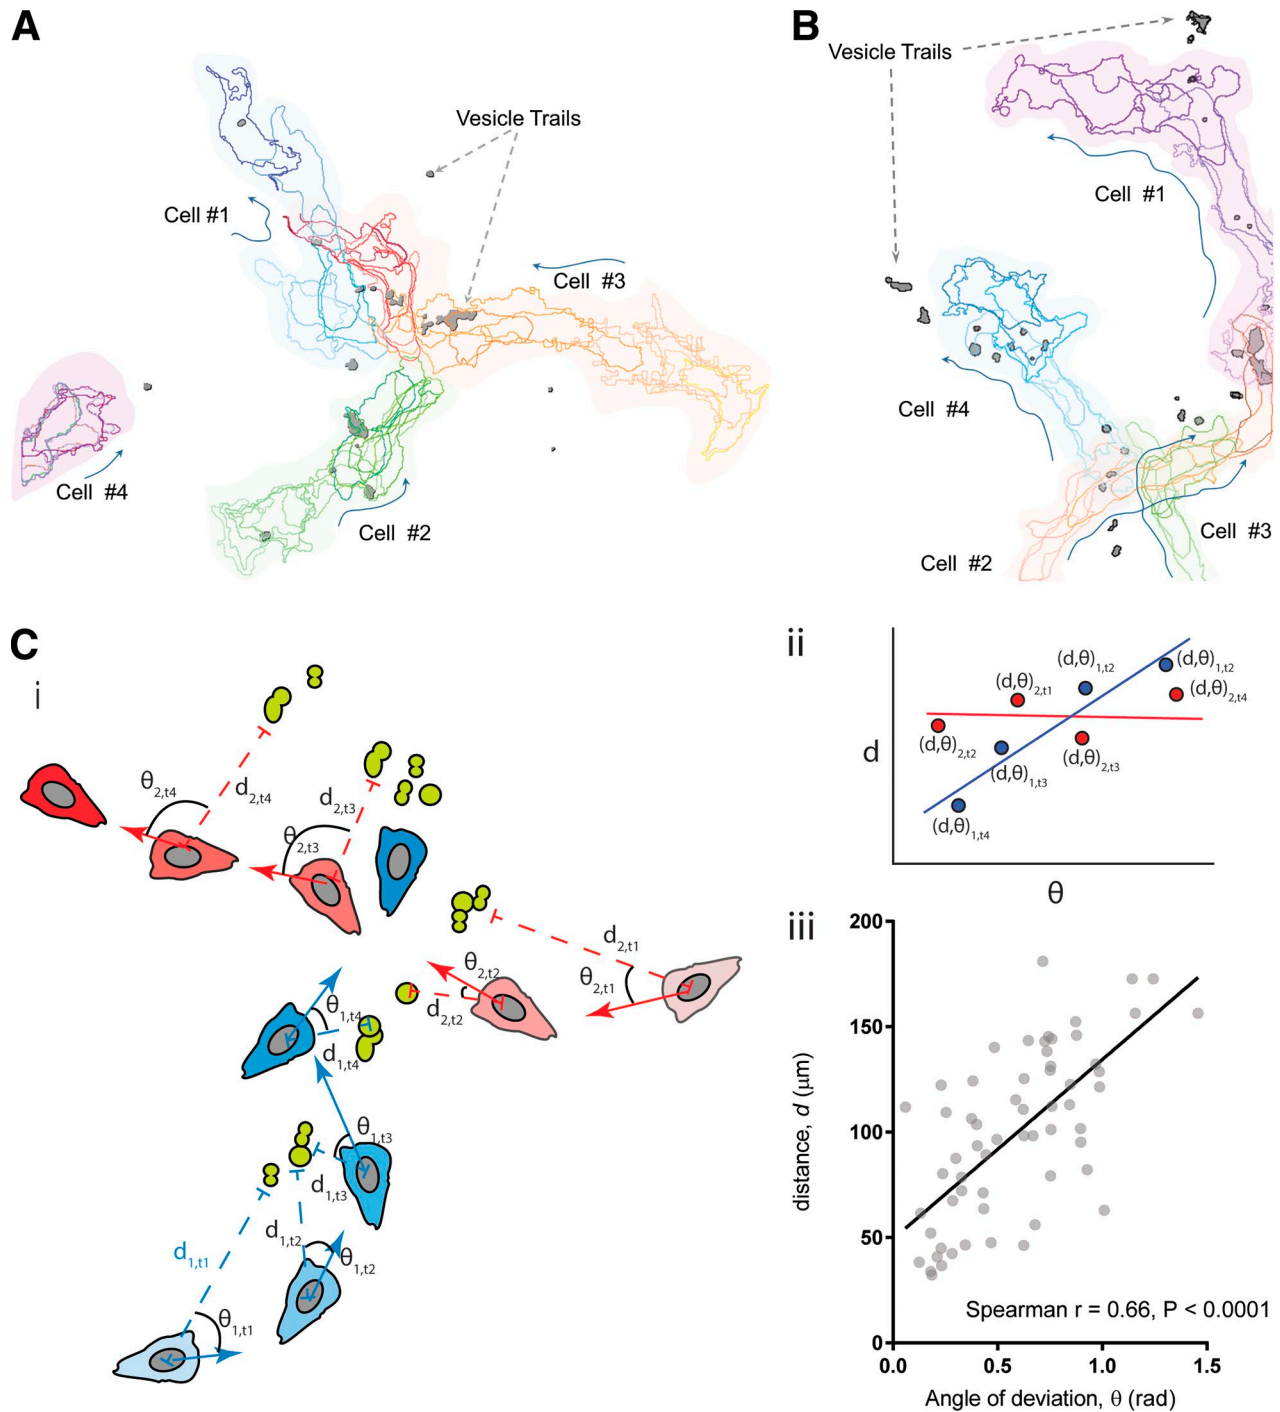 A
B
Vesicle Trails
Vesicle Trails
Cell #1
Cell #3
Cell #4
Cell #2
Cell #1
Cell #4
Cell #3
Cell #2
C
i
θ2,t4
d2,t4
d2,t3
θ2,t3
d2,t1
θ2,t2
θ2,t1
d2,t2
θ1,t4
d1,t4
θ1,t3
d1,t3
d1,t1
d1,t2
θ1,t2
θ1,t1
ii
(d,θ)1,t2
(d,θ)1,t2
(d,θ)2,t1
(d,θ)2,t4
d
(d,θ)2,t2
(d,θ)2,t3
(d,θ)1,t3
(d,θ)1,t4
θ
iii
200
150
100
50
0
distance, d (μm)
Spearman r = 0.66, P < 0.0001
0.0 0.5 1.0 1.5
Angle of deviation, θ (rad)